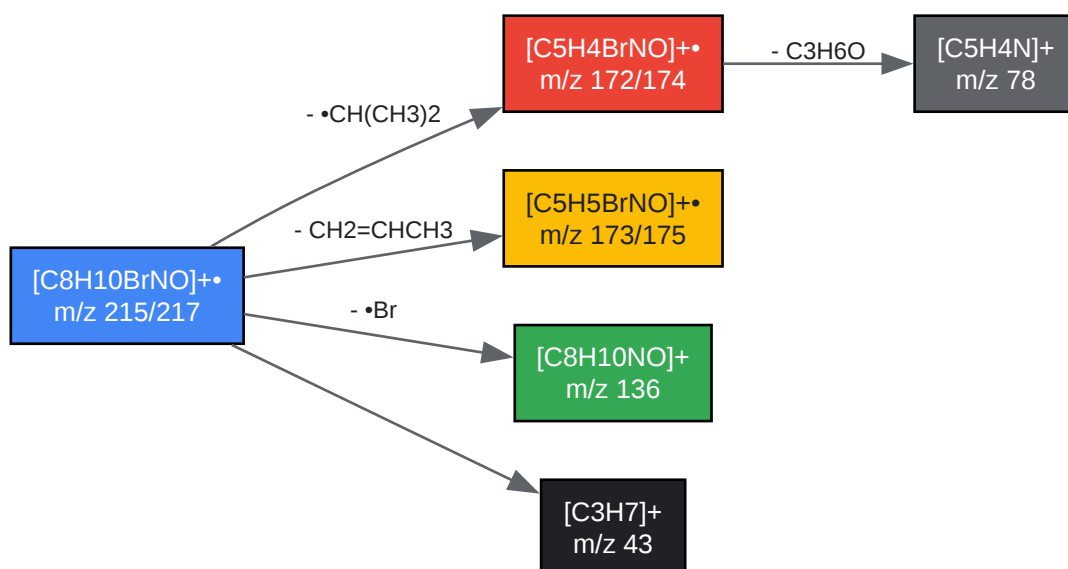 [C5H4BrNO]+•
m/z 172/174
- C3H6O
[C5H4N]+
m/z 78
- •CH(CH3)2
[C5H5BrNO]+•
m/z 173/175
- CH2=CHCH3
[C8H10BrNO]+•
m/z 215/217
- •Br
[C8H10NO]+
m/z 136
[C3H7]+
m/z 43